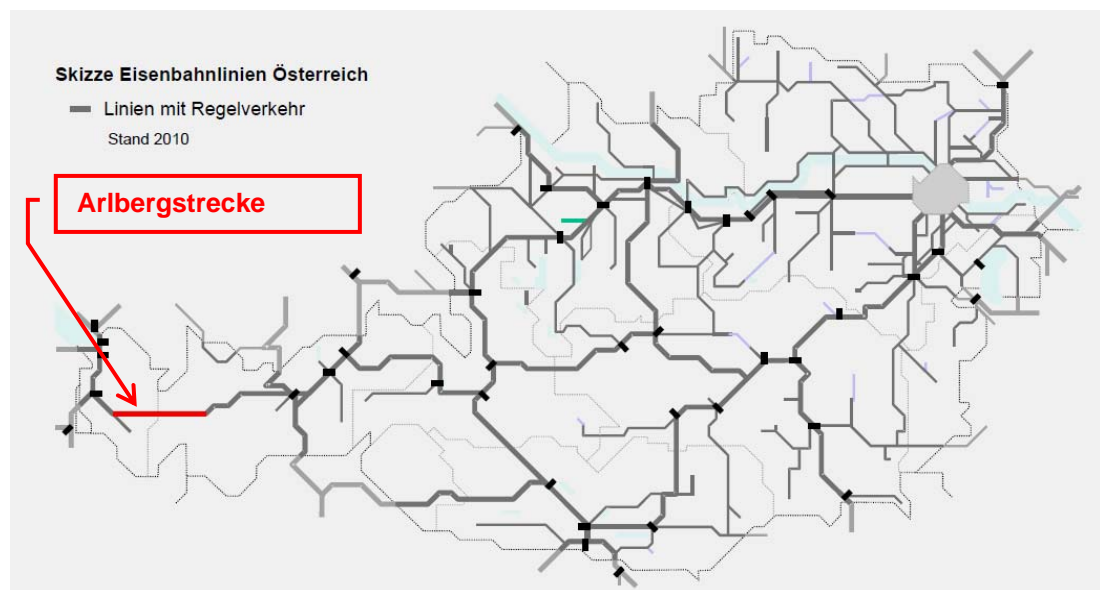 Skizze Eisenbahnlinien Österreich
Linien mit Regelverkehr
Stand 2010
Arlbergstrecke